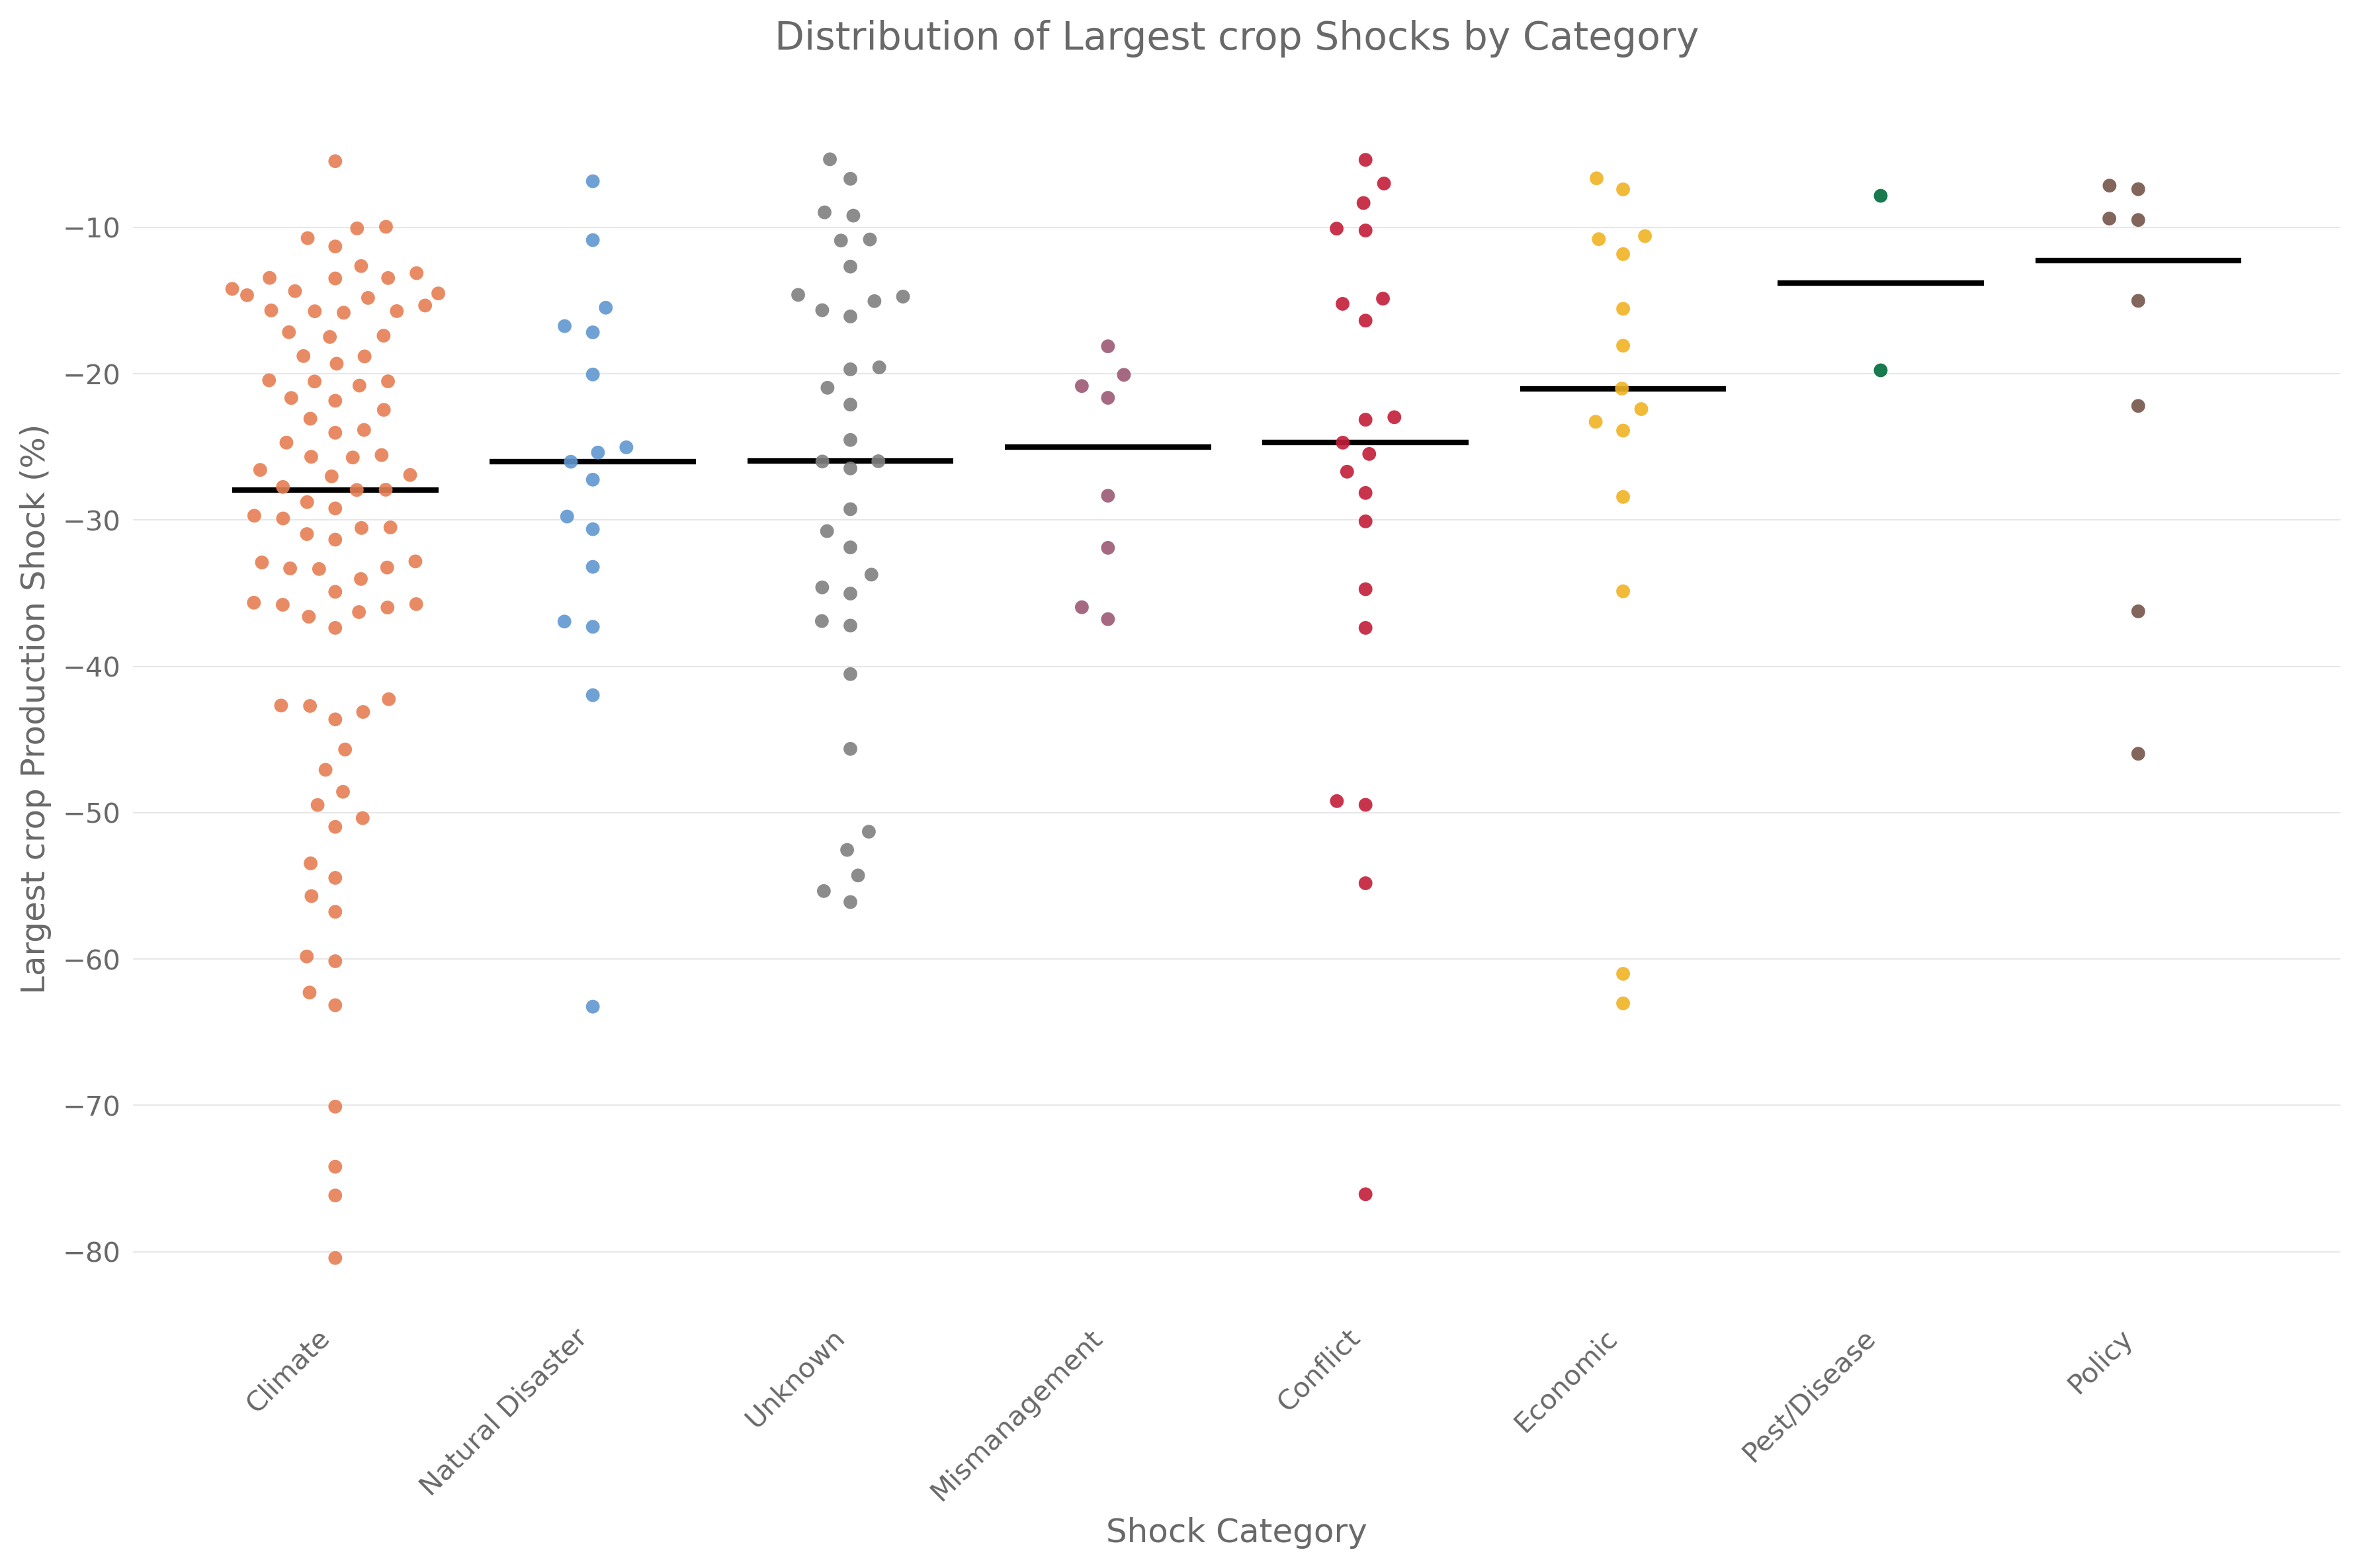 Distribution of Largest crop Shocks by Category
Largest crop Production Shock (%)
−10
−20
−30
−40
−50
−60
−70
−80
Climate
Natural Disaster
Unknown
Mismanagement
Conflict
Economic
Pest/Disease
Policy
Shock Category